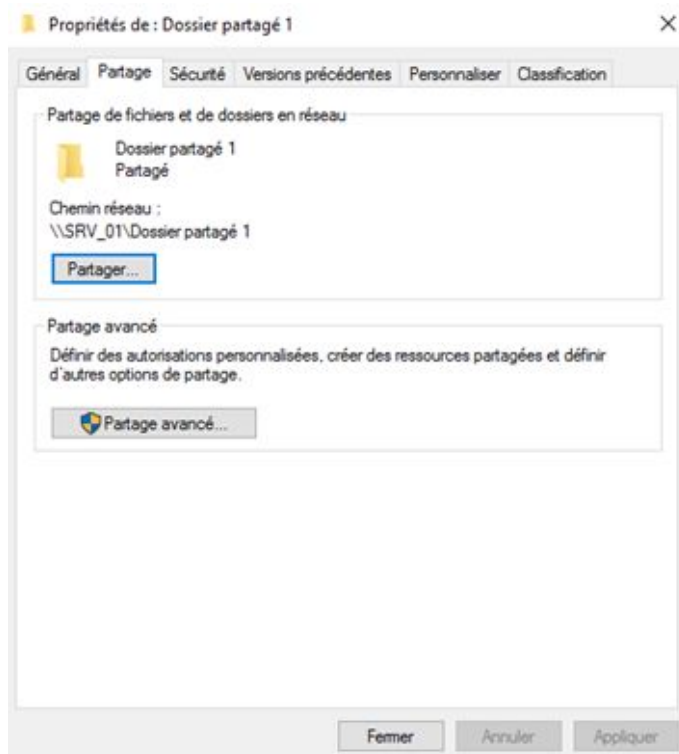 Propriétés de : Dossier partagé 1
Général Partage Sécurité Versions précédentes Personnaliser Classification
Partage de fichiers et de dossiers en réseau
Dossier partagé 1
Partagé
Chemin réseau :
\\SRV_01\Dossier partagé 1
Partager...
Partage avancé
Définir des autorisations personnalisées, créer des ressources partagées et définir
d'autres options de partage.
Partage avancé...
Fermer Annuler Appliquer